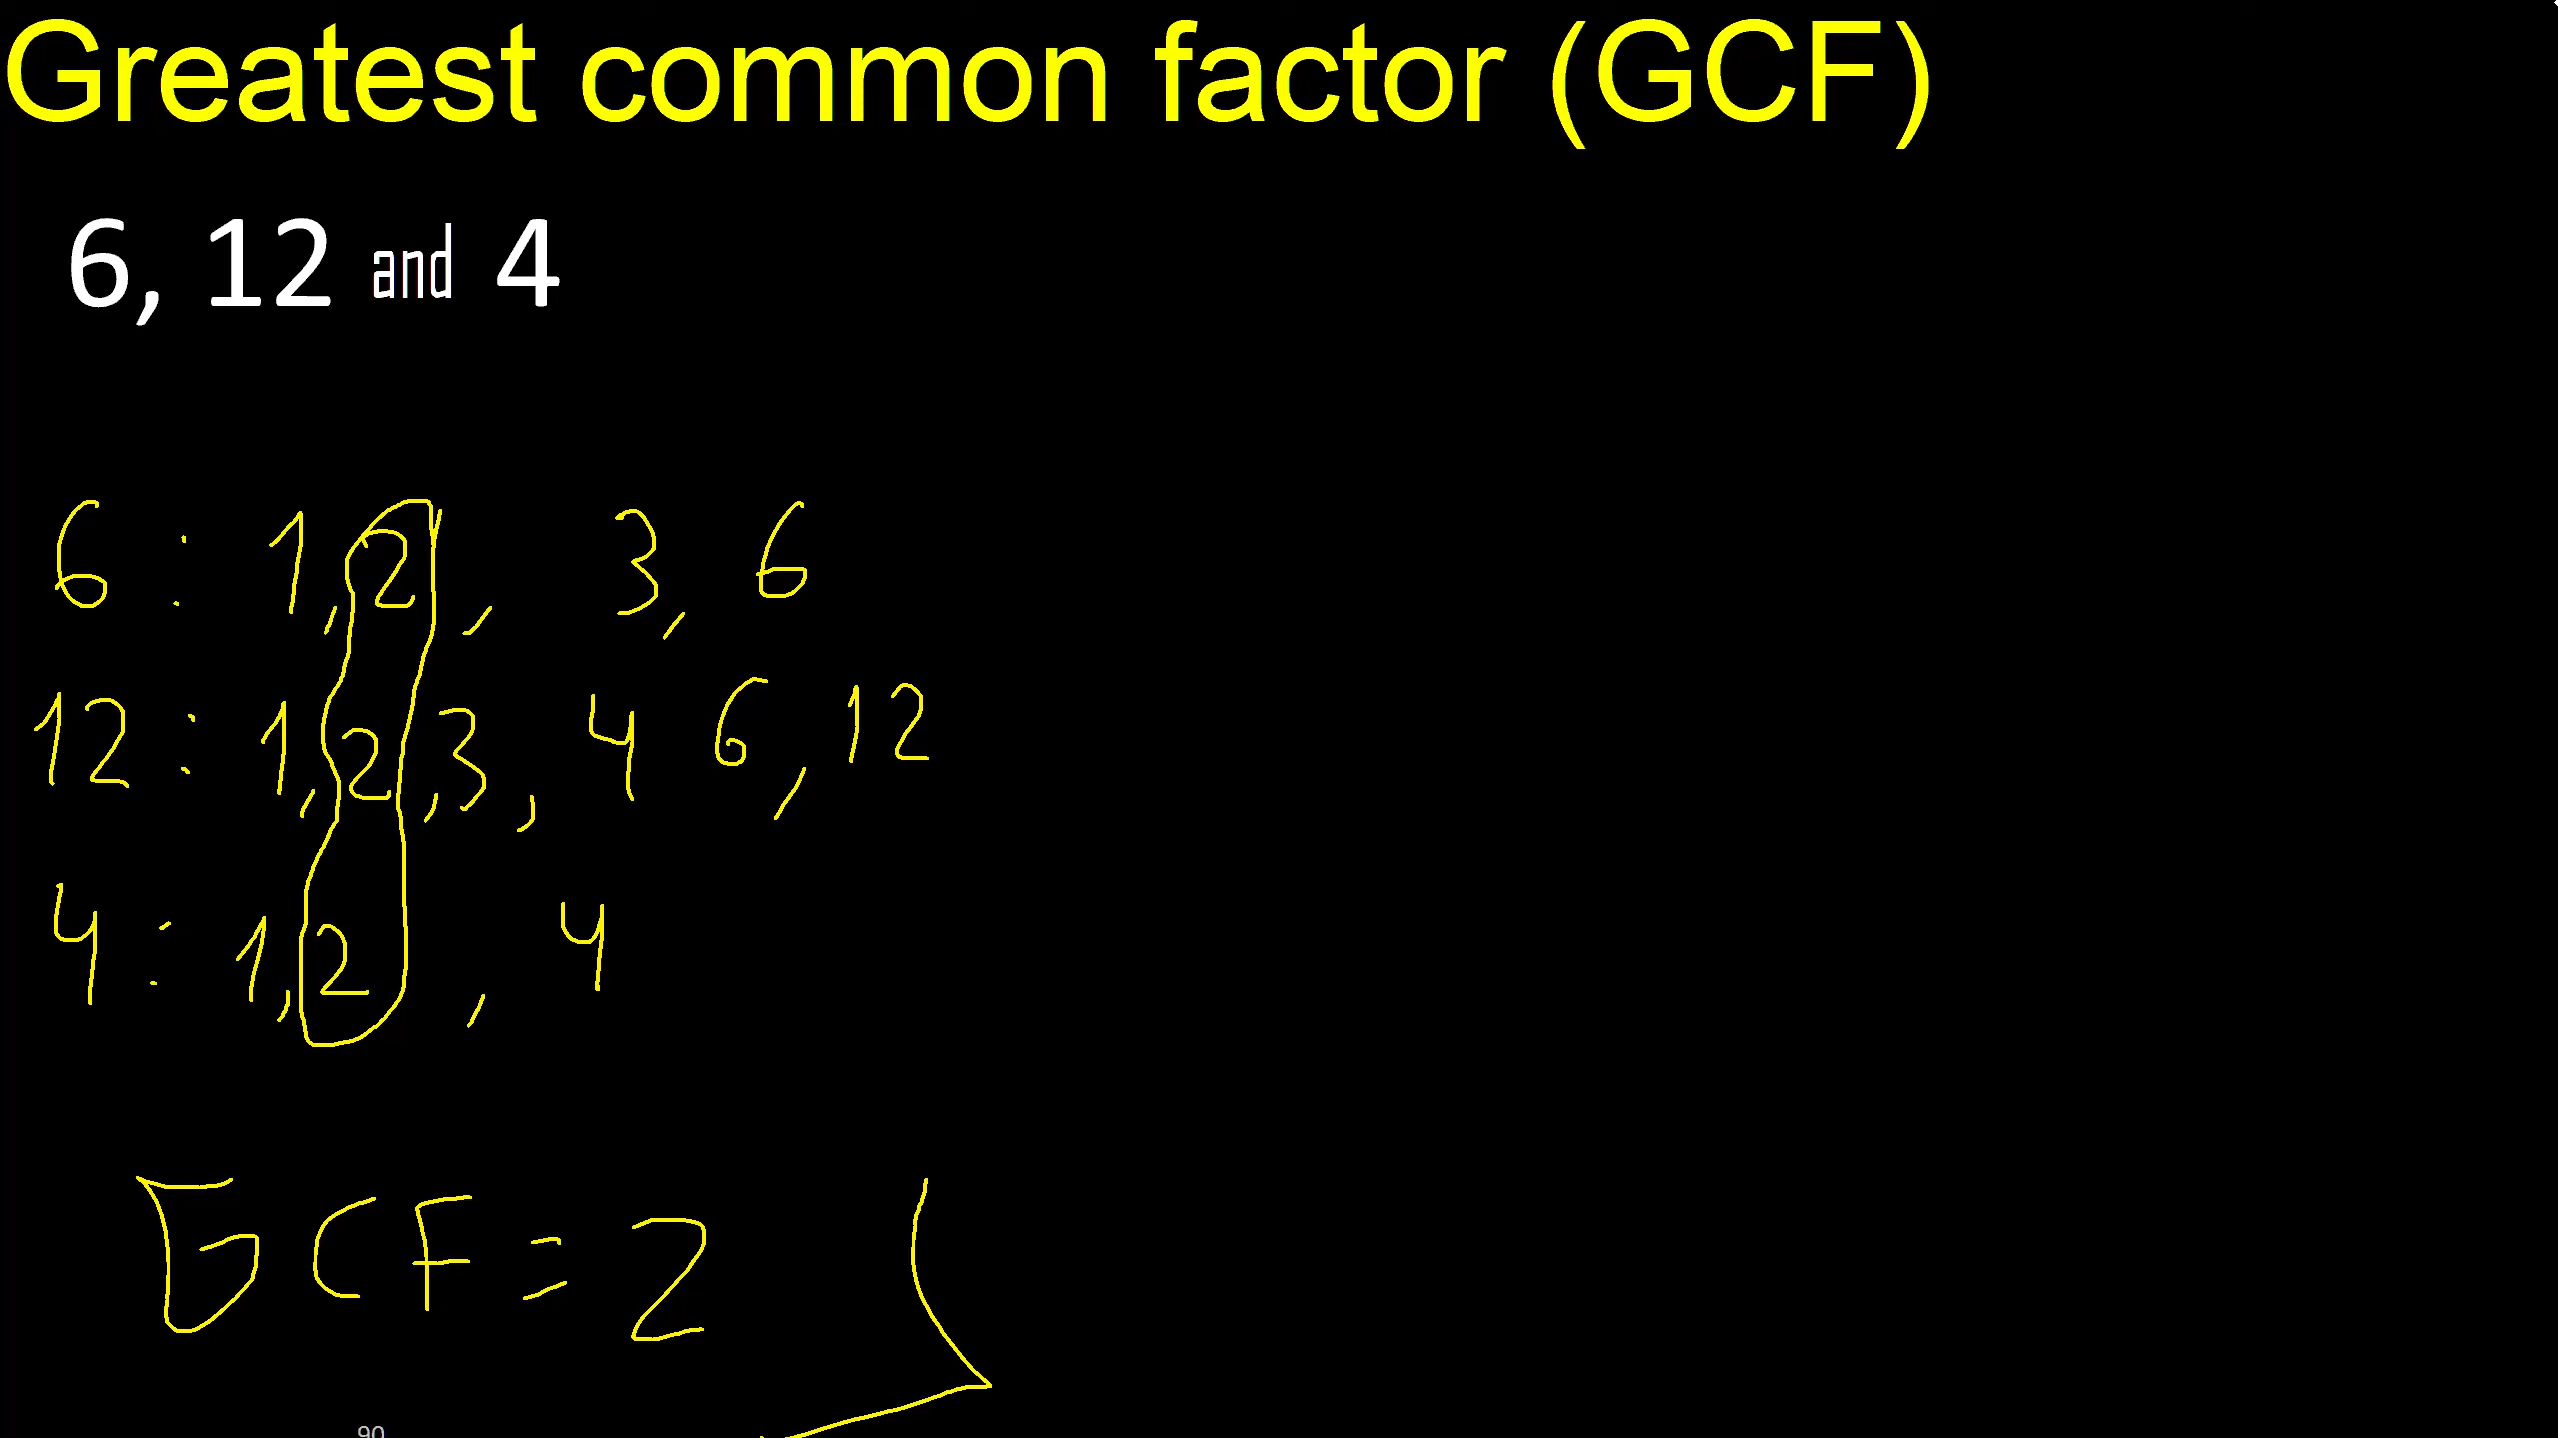 Greatest common factor (GCF)
6, 12 and 4
6 : 1, 2, 3, 6
12 : 1, 2, 3, 4 6, 12
4 : 1, 2, 4
GCF = 2
90